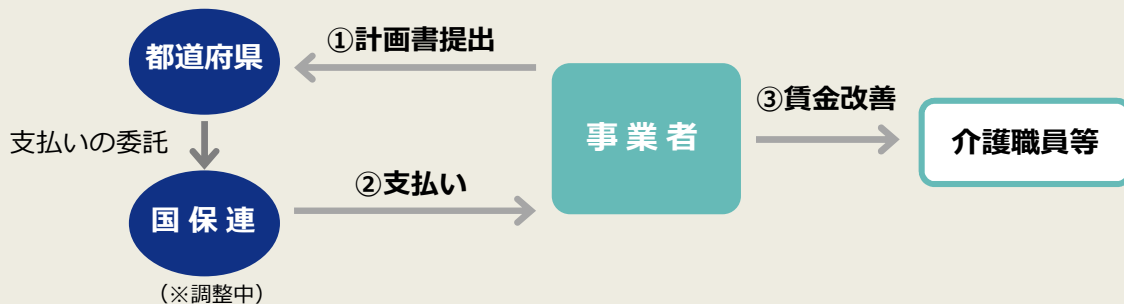 ①計画書提出
都道府県
③賃金改善
事業者
介護職員等
支払いの委託
②支払い
国保連
（※調整中）